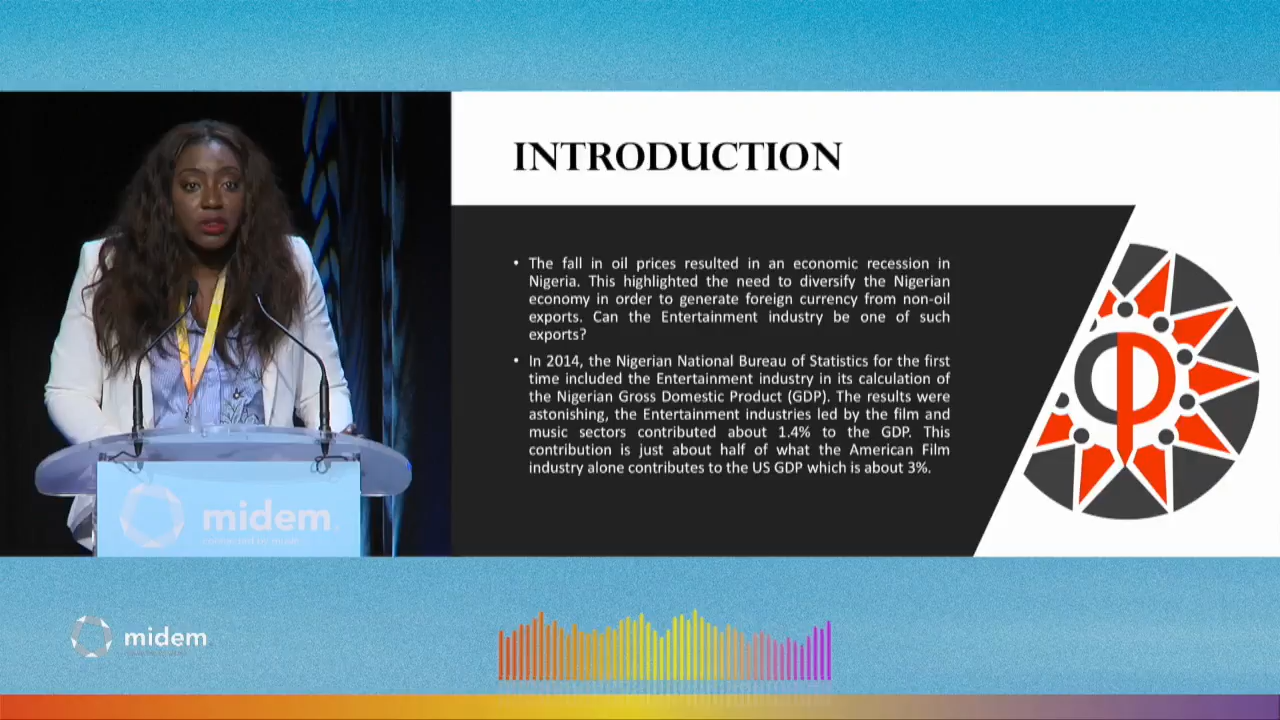 INTRODUCTION
• The fall in oil prices resulted in an economic recession in
Nigeria. This highlighted the need to diversify the Nigerian
economy in order to generate foreign currency from non-oil
exports. Can the Entertainment industry be one of such
exports?
• In 2014, the Nigerian National Bureau of Statistics for the first
time included the Entertainment industry in its calculation of
the Nigerian Gross Domestic Product (GDP). The results were
astonishing, the Entertainment industries led by the film and
music sectors contributed about 1.4% to the GDP. This
contribution is just about half of what the American Film
industry alone contributes to the US GDP which is about 3%.
midem
midem